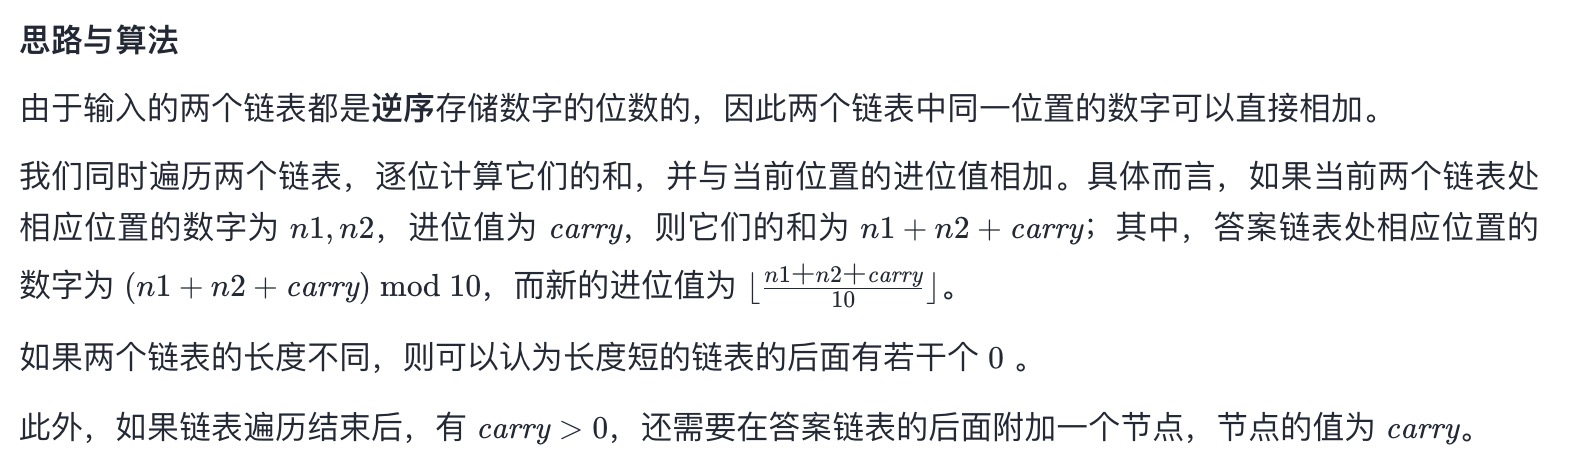 思路与算法
由于输入的两个链表都是逆序存储数字的位数的，因此两个链表中同一位置的数字可以直接相加。
我们同时遍历两个链表，逐位计算它们的和，并与当前位置的进位值相加。具体而言，如果当前两个链表处
相应位置的数字为 n1,n2，进位值为 carry，则它们的和为 n1+n2+carry；其中，答案链表处相应位置的
数字为 (n1+n2+carry) mod 10，而新的进位值为 ⌊\frac{n1+n2+carry}{10}⌋。
如果两个链表的长度不同，则可以认为长度短的链表的后面有若干个 0 。
此外，如果链表遍历结束后，有 carry > 0，还需要在答案链表的后面附加一个节点，节点的值为 carry。